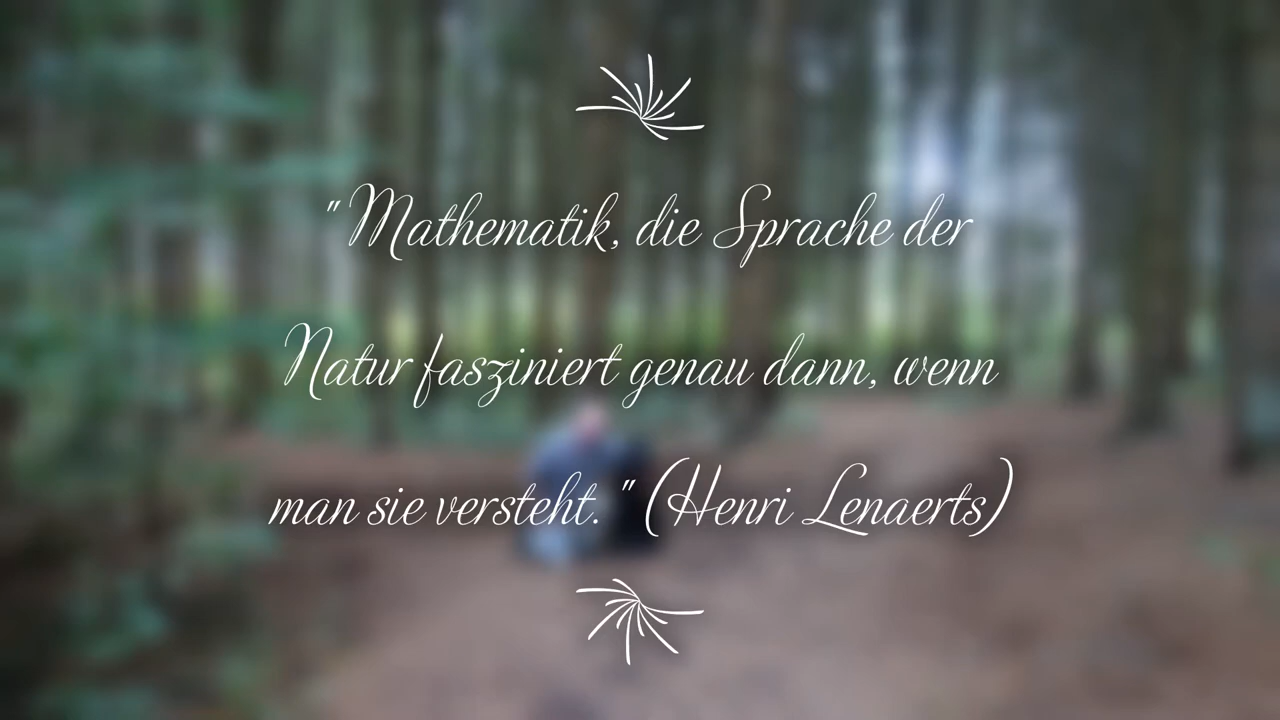 "Mathematik, die Sprache der
Natur fasziniert genau dann, wenn
man sie versteht." (Henri Lenaerts)